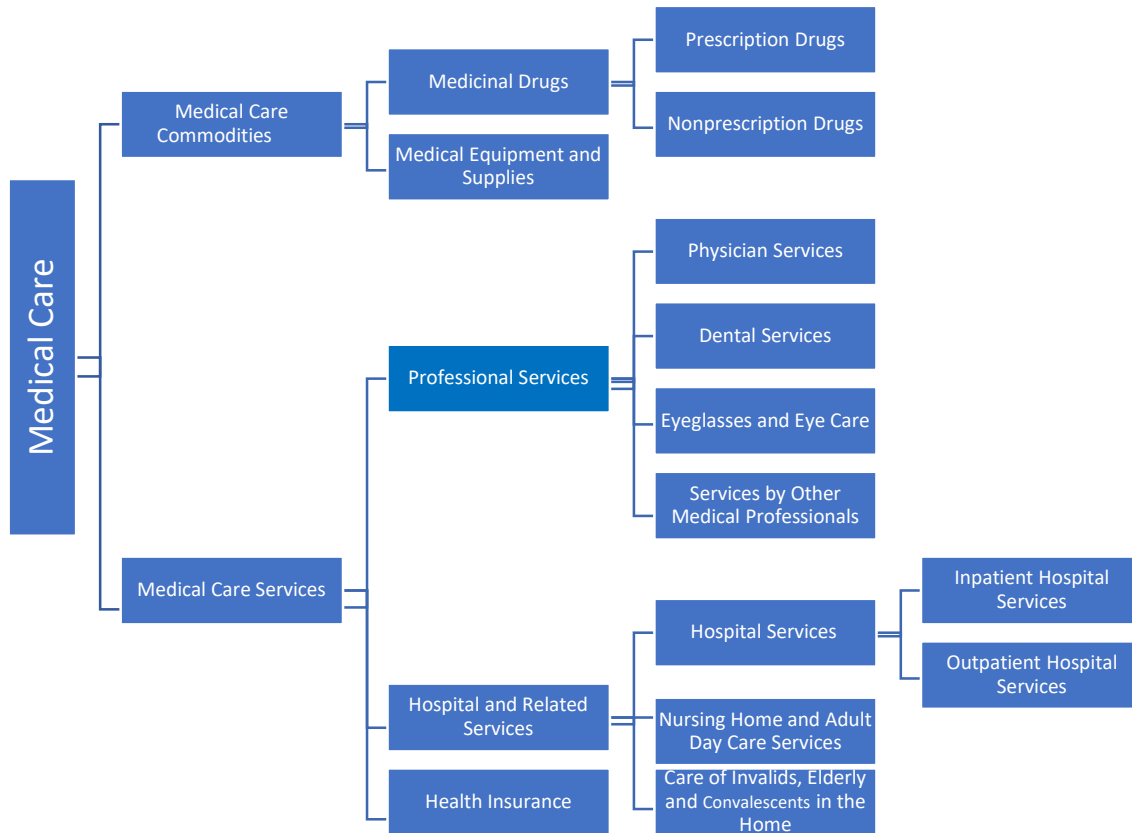 Medical Care
Medical Care
Commodities
Medicinal Drugs
Prescription Drugs
Nonprescription Drugs
Medical Equipment and
Supplies
Medical Care Services
Professional Services
Physician Services
Dental Services
Eyeglasses and Eye Care
Services by Other
Medical Professionals
Hospital and Related
Services
Hospital Services
Inpatient Hospital
Services
Outpatient Hospital
Services
Nursing Home and Adult
Day Care Services
Care of Invalids, Elderly
and Convalescents in the
Home
Health Insurance